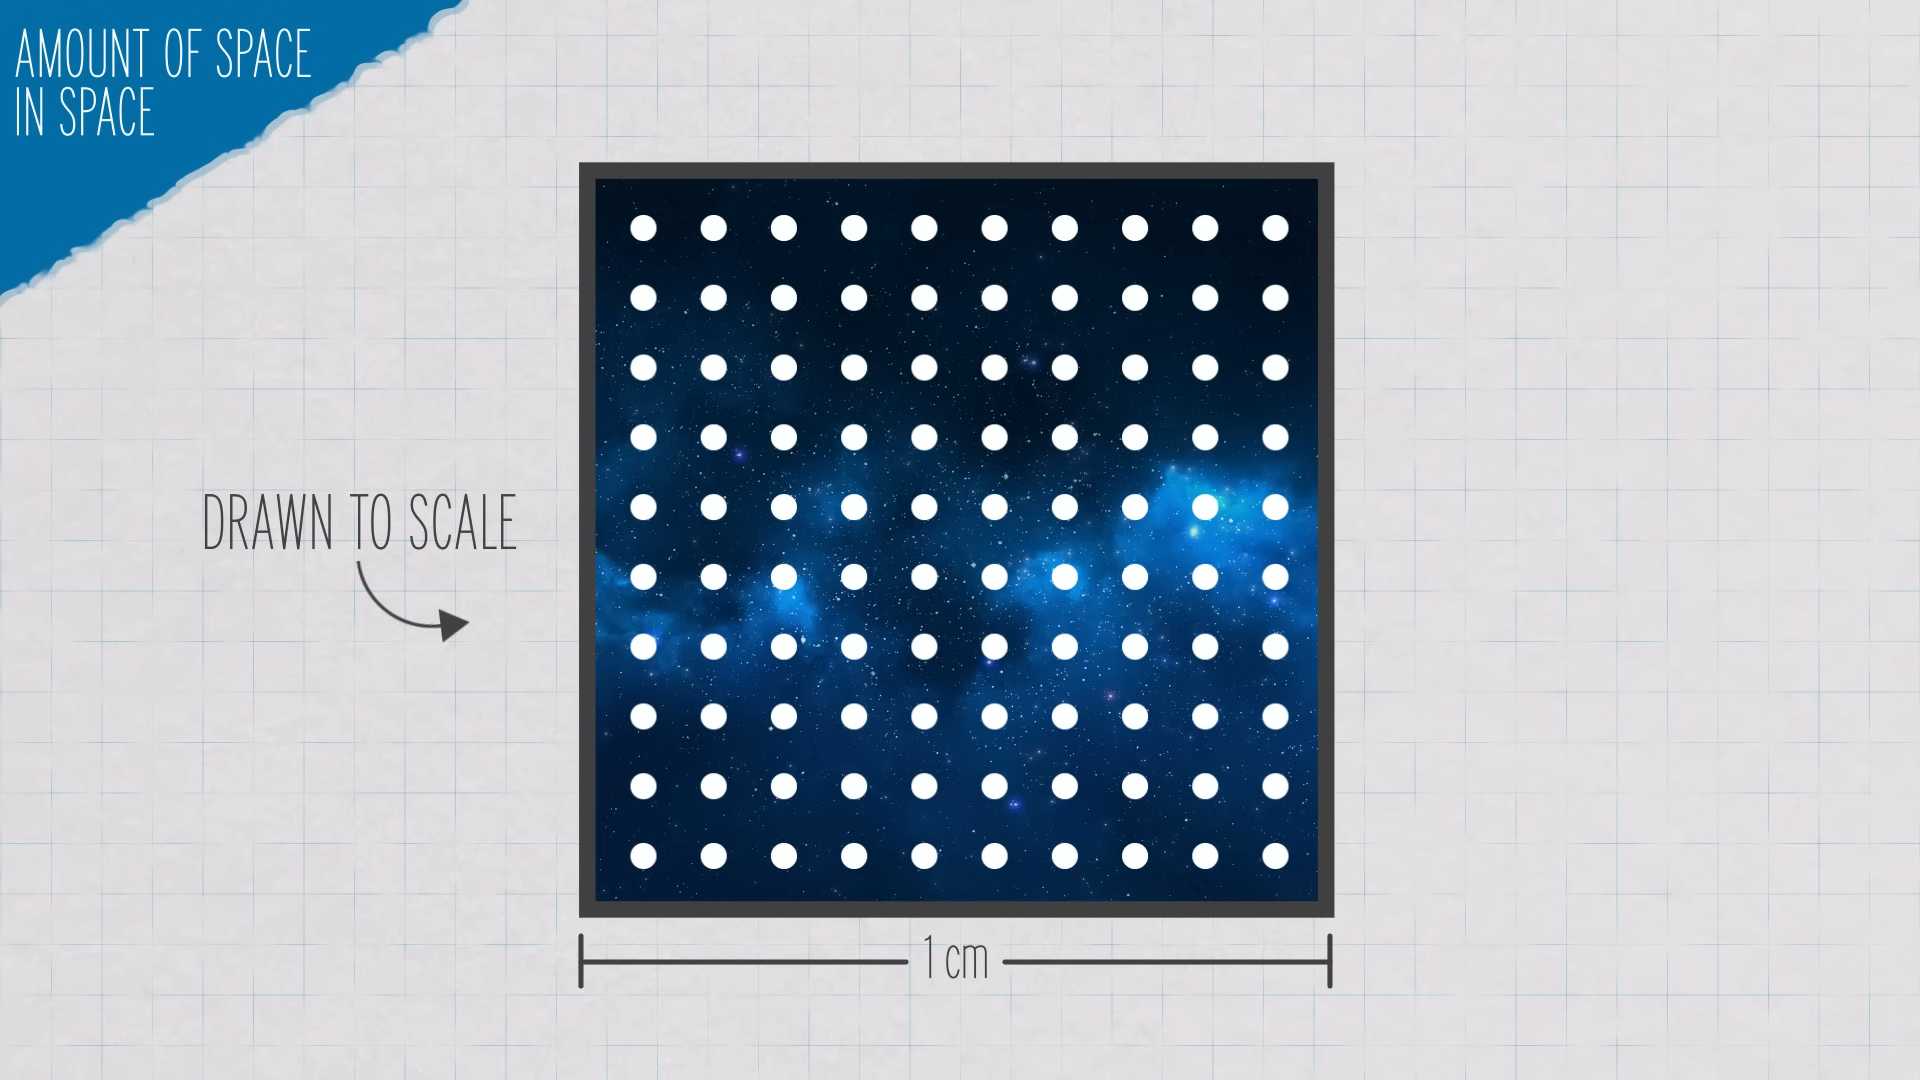 AMOUNT OF SPACE
IN SPACE
DRAWN TO SCALE
1 cm